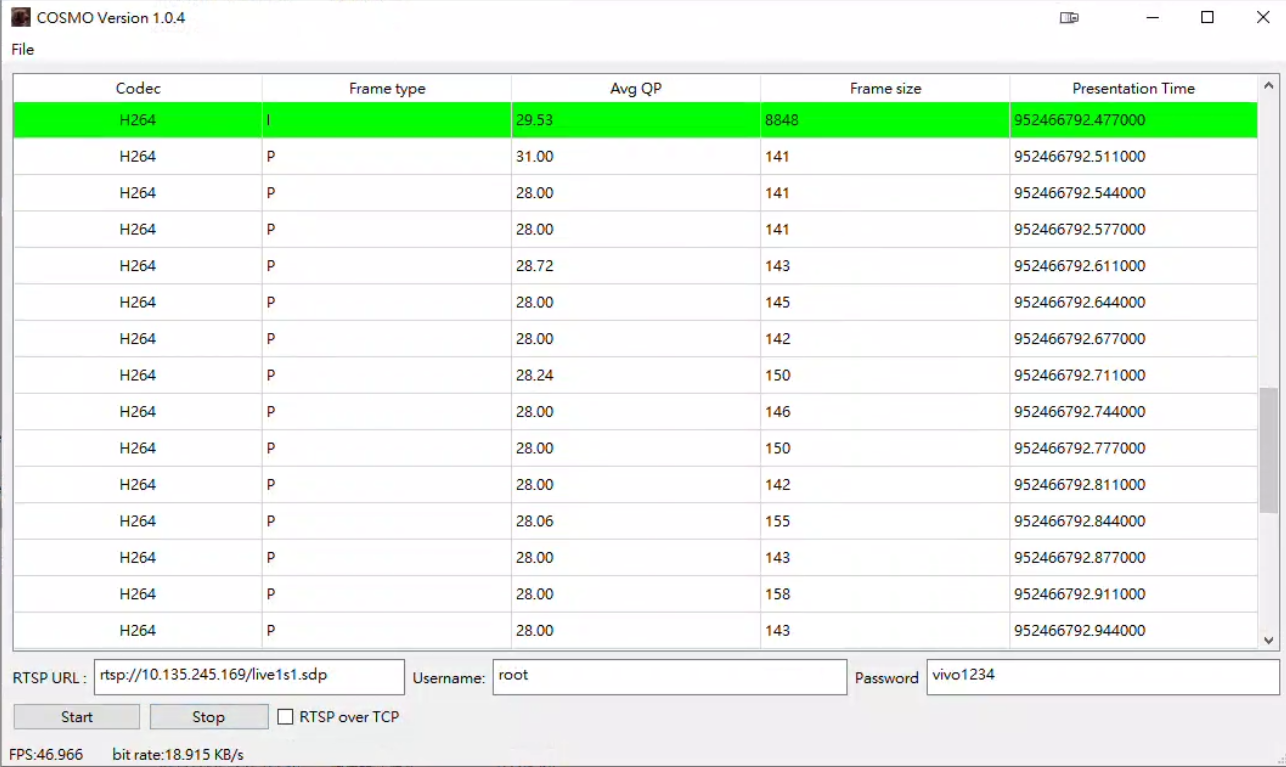 COSMO Version 1.0.4
File
Codec Frame type Avg QP Frame size Presentation Time
H264 I 29.53 8848 952466792.477000
H264 P 31.00 141 952466792.511000
H264 P 28.00 141 952466792.544000
H264 P 28.00 141 952466792.577000
H264 P 28.72 143 952466792.611000
H264 P 28.00 145 952466792.644000
H264 P 28.00 142 952466792.677000
H264 P 28.24 150 952466792.711000
H264 P 28.00 146 952466792.744000
H264 P 28.00 150 952466792.777000
H264 P 28.00 142 952466792.811000
H264 P 28.06 155 952466792.844000
H264 P 28.00 143 952466792.877000
H264 P 28.00 158 952466792.911000
H264 P 28.00 143 952466792.944000
RTSP URL : rtsp://10.135.245.169/live1s1.sdp Username: root Password vivo1234
Start Stop RTSP over TCP
FPS:46.966 bit rate:18.915 KB/s